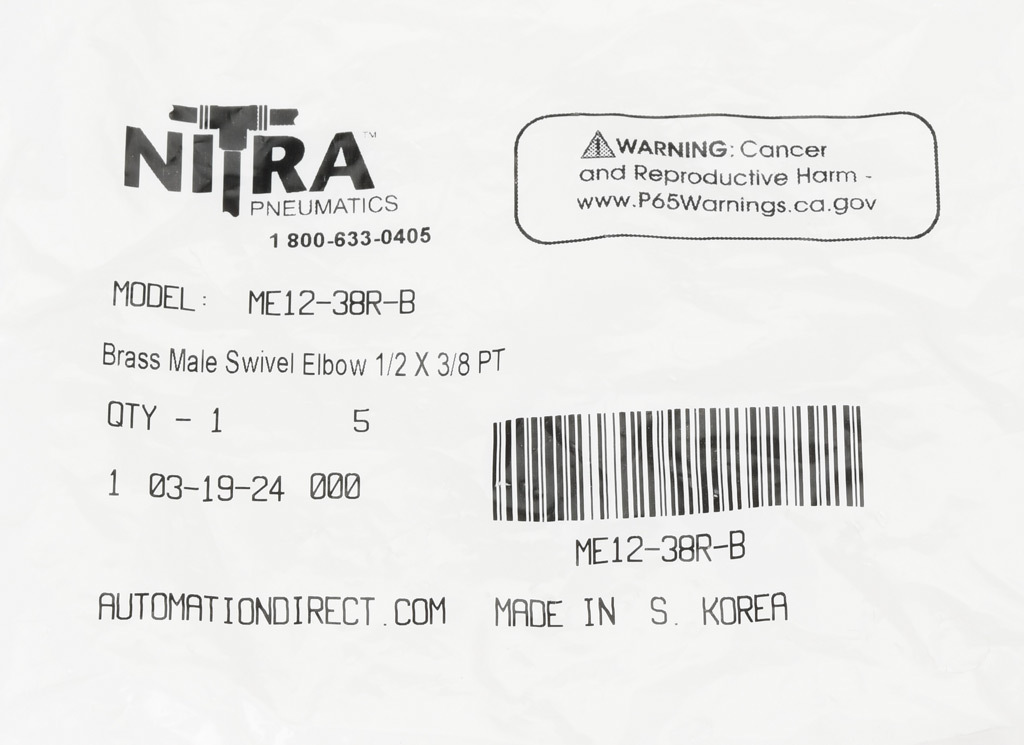 NITRA™
PNEUMATICS
1 800-633-0405
WARNING: Cancer
and Reproductive Harm -
www.P65Warnings.ca.gov
MODEL: ME12-38R-B
Brass Male Swivel Elbow 1/2 X 3/8 PT
QTY - 1 5
1 03-19-24 000
ME12-38R-B
AUTOMATIONDIRECT.COM MADE IN S. KOREA